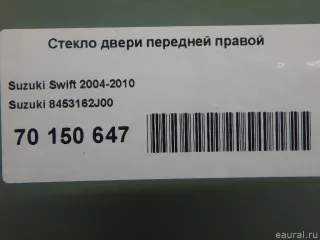 Стекло двери передней правой
Suzuki Swift 2004-2010
Suzuki 8453162J00
70 150 647
eaural.ru